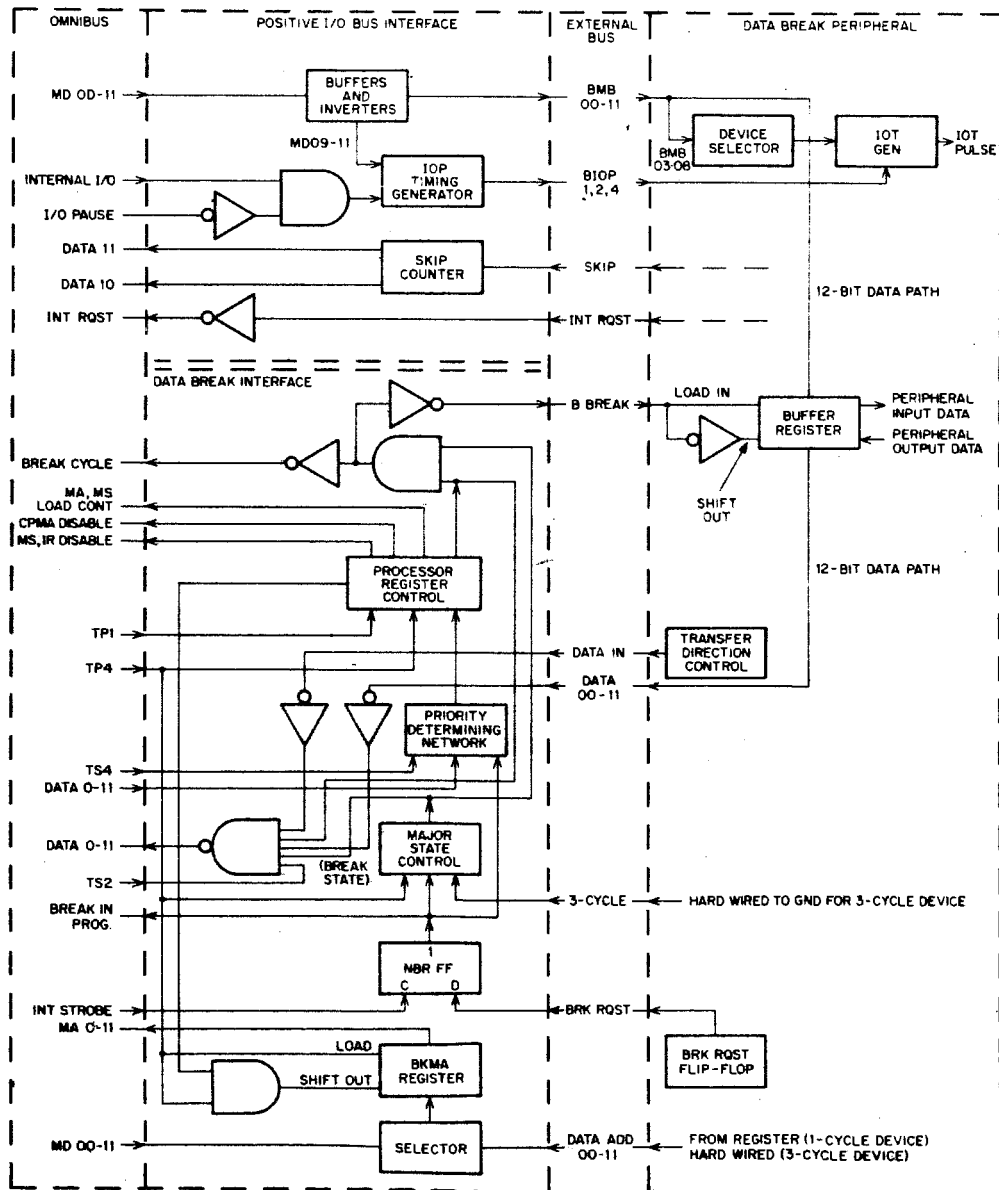 OMNIBUS
POSITIVE I/O BUS INTERFACE
EXTERNAL
BUS
DATA BREAK PERIPHERAL
MD 0D-11
BUFFERS
AND
INVERTERS
BMB
00-11
MD09-11
DEVICE
SELECTOR
IOT
GEN
IOT
PULSE
BMB
03-08
INTERNAL I/O
IOP
TIMING
GENERATOR
BIOP
1,2,4
I/O PAUSE
DATA 11
SKIP
COUNTER
SKIP
DATA 10
12-BIT DATA PATH
INT RQST
INT RQST
DATA BREAK INTERFACE
LOAD IN
B BREAK
BUFFER
REGISTER
PERIPHERAL
INPUT DATA
PERIPHERAL
OUTPUT DATA
BREAK CYCLE
SHIFT
OUT
MA, MS
LOAD CONT
CPMA DISABLE
MS, IR DISABLE
PROCESSOR
REGISTER
CONTROL
12-BIT DATA PATH
TP1
DATA IN
TRANSFER
DIRECTION
CONTROL
TP4
DATA
00-11
PRIORITY
DETERMINING
NETWORK
TS4
DATA 0-11
DATA 0-11
MAJOR
STATE
CONTROL
(BREAK
STATE)
TS2
3-CYCLE
HARD WIRED TO GND FOR 3-CYCLE DEVICE
BREAK IN
PROG.
1
NBR FF
C D
INT STROBE
BRK RQST
MA 0-11
LOAD
BKMA
REGISTER
BRK RQST
FLIP-FLOP
SHIFT OUT
MD 00-11
SELECTOR
DATA ADD
00-11
FROM REGISTER (1-CYCLE DEVICE)
HARD WIRED (3-CYCLE DEVICE)